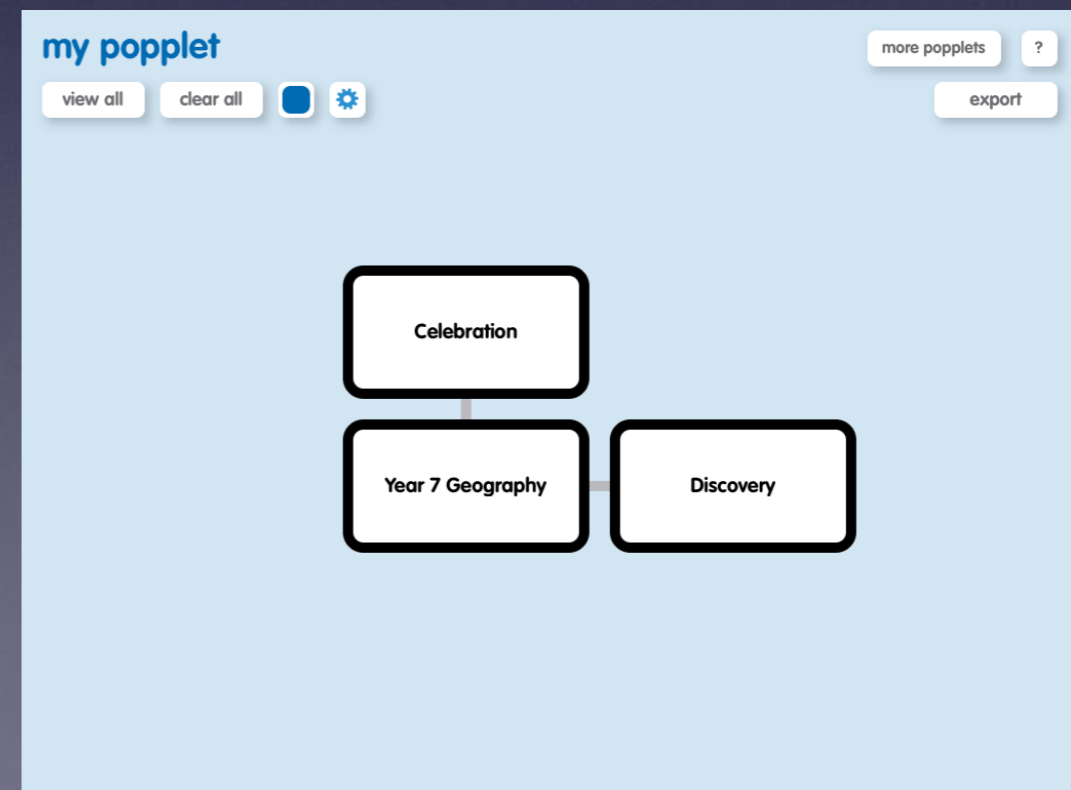 my popplet
more popplets ?
view all clear all export
Celebration
Year 7 Geography Discovery